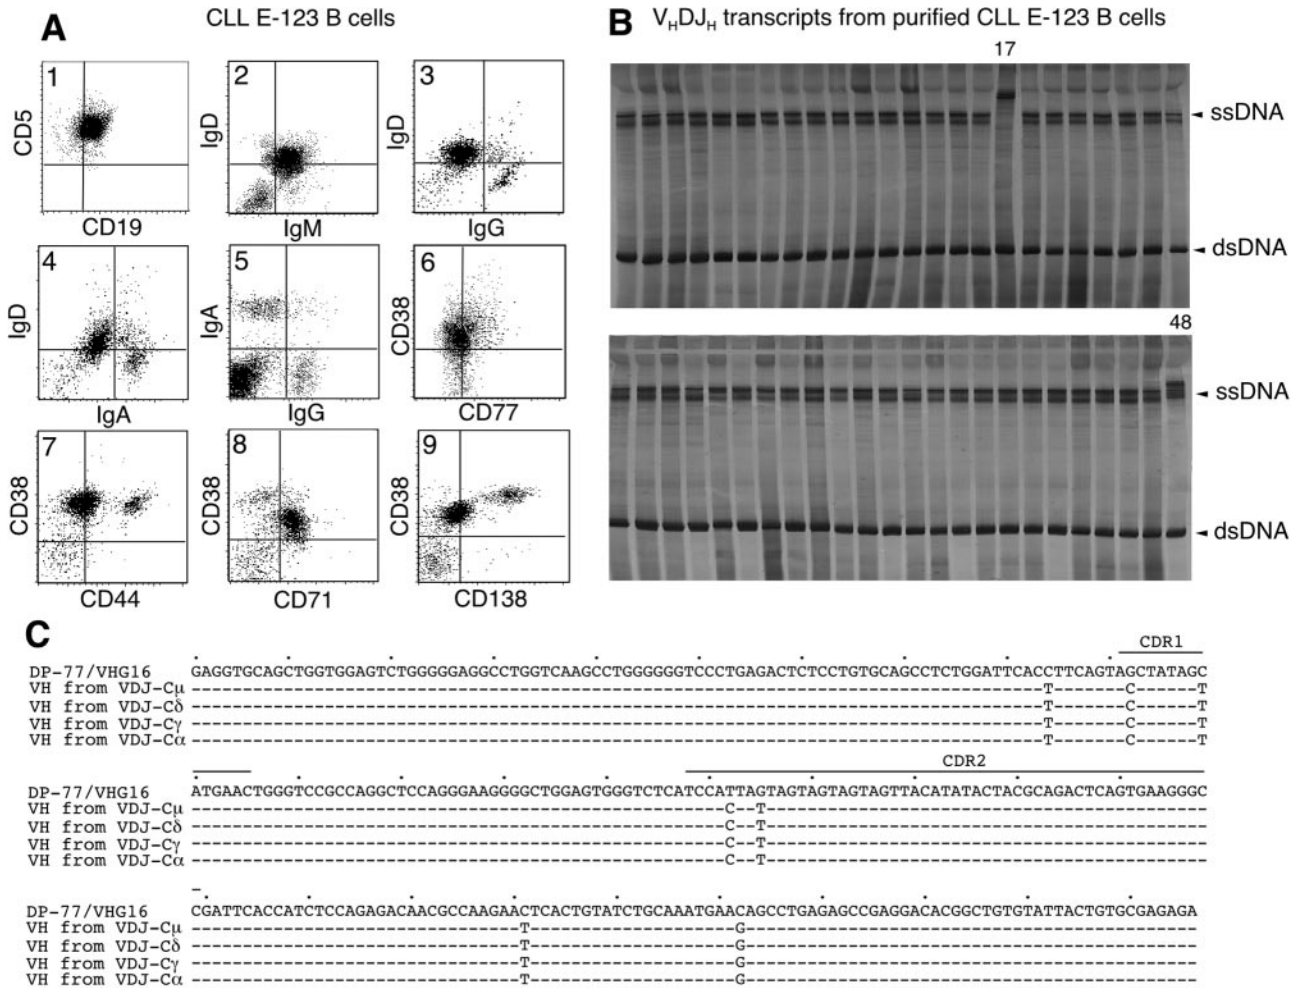 A
CLL E-123 B cells
1
CD5
CD19
2
IgD
IgM
3
IgD
IgG
4
IgD
IgA
5
IgA
IgG
6
CD38
CD77
7
CD38
CD44
8
CD38
CD71
9
CD38
CD138
B
VHDJH transcripts from purified CLL E-123 B cells
17
ssDNA
dsDNA
48
ssDNA
dsDNA
C
CDR1
DP-77/VHG16 GAGGTGCAGCTGGTGGAGTCTGGGGGAGGCCTGGTCAAGCCTGGGGGGTCCCTGAGACTCTCCTGTGCAGCCTCTGGATTCACCTTCAGTAGCTATAGC
VH from VDJ-Cμ -----------------------------------------------------------------------------------T-------C------T
VH from VDJ-Cδ -----------------------------------------------------------------------------------T-------C------T
VH from VDJ-Cγ -----------------------------------------------------------------------------------T-------C------T
VH from VDJ-Cα -----------------------------------------------------------------------------------T-------C------T
CDR2
DP-77/VHG16 ATGAACTGGGTCCGCCAGGCTCCAGGGAAGGGGCTGGAGTGGGTCTCATCCATTAGTAGTAGTAGTAGTTACATATACTACGCAGACTCAGTGAAGGGC
VH from VDJ-Cμ ----------------------------------------------------C--T-------------------------------------------
VH from VDJ-Cδ ----------------------------------------------------C--T-------------------------------------------
VH from VDJ-Cγ ----------------------------------------------------C--T-------------------------------------------
VH from VDJ-Cα ----------------------------------------------------C--T-------------------------------------------
DP-77/VHG16 CGATTCACCATCTCCAGAGACAACGCCAAGAACTCACTGTATCTGCAAATGAACAGCCTGAGAGCCGAGGACACGGCTGTGTATTACTGTGCGAGAGA
VH from VDJ-Cμ --------------------------------T--------------------G--------------------------------------------
VH from VDJ-Cδ --------------------------------T--------------------G--------------------------------------------
VH from VDJ-Cγ --------------------------------T--------------------G--------------------------------------------
VH from VDJ-Cα --------------------------------T--------------------G--------------------------------------------